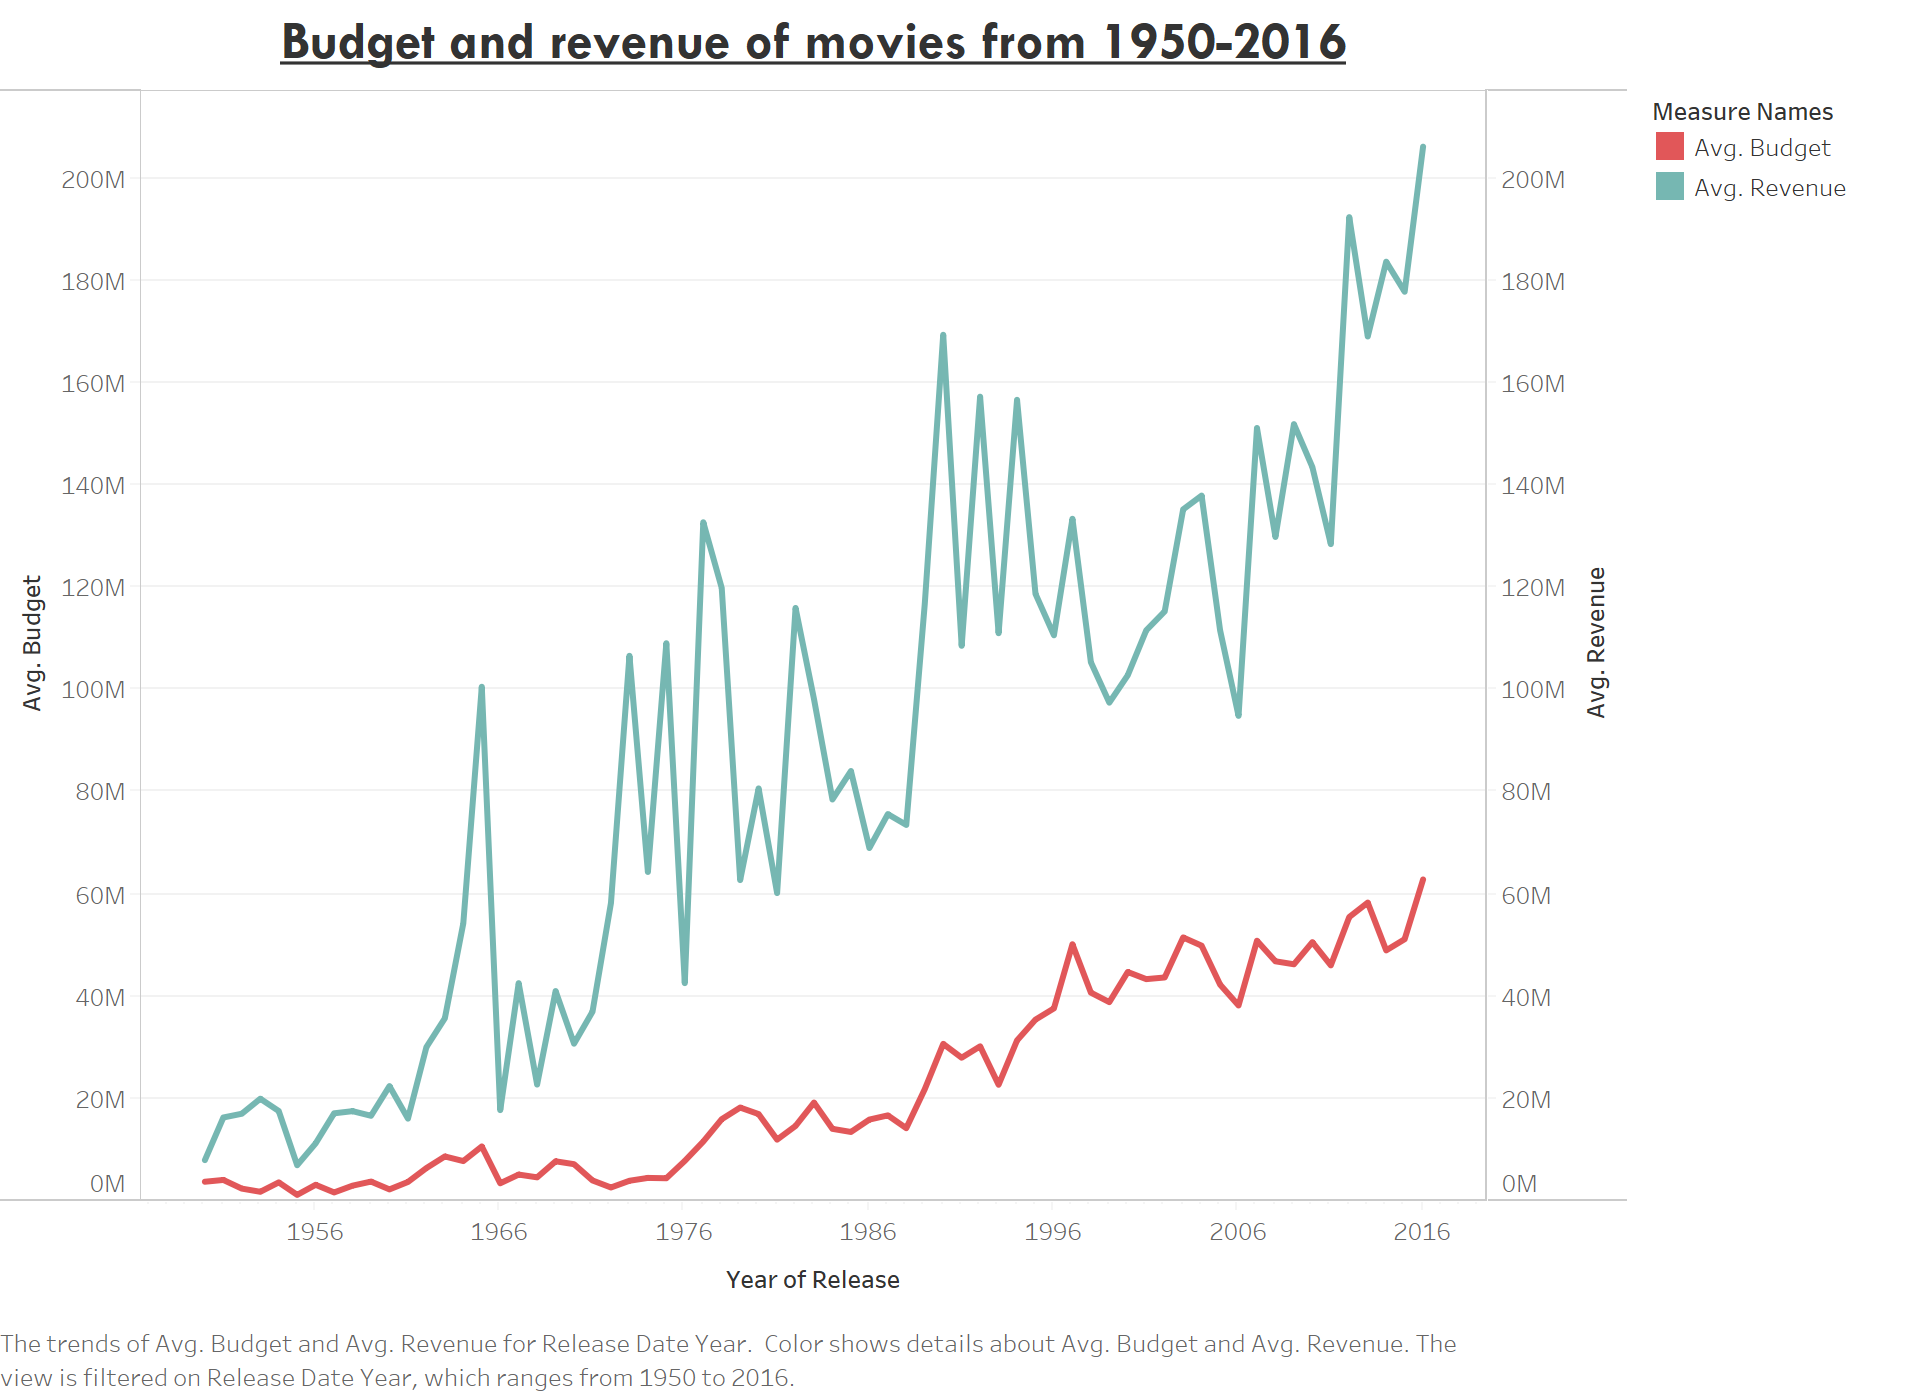 Budget and revenue of movies from 1950-2016
Measure Names
Avg. Budget
Avg. Revenue
Avg. Budget
200M
180M
160M
140M
120M
100M
80M
60M
40M
20M
0M
200M
180M
160M
140M
120M
100M
80M
60M
40M
20M
0M
Avg. Revenue
1956 1966 1976 1986 1996 2006 2016
Year of Release
The trends of Avg. Budget and Avg. Revenue for Release Date Year.  Color shows details about Avg. Budget and Avg. Revenue. The
view is filtered on Release Date Year, which ranges from 1950 to 2016.